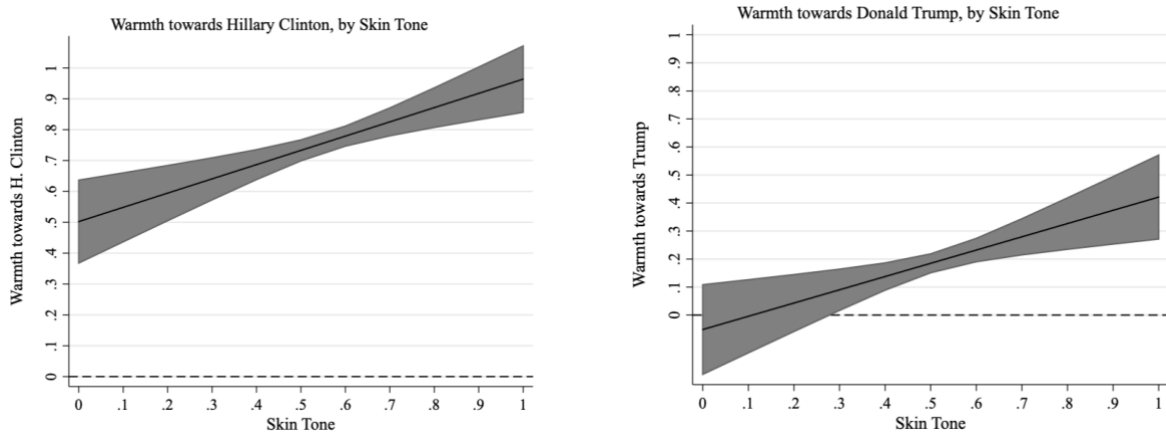 Warmth towards Hillary Clinton, by Skin Tone
Warmth towards H. Clinton
1
.9
.8
.7
.6
.5
.4
.3
.2
.1
0
0 .1 .2 .3 .4 .5 .6 .7 .8 .9 1
Skin Tone
Warmth towards Donald Trump, by Skin Tone
Warmth towards Trump
1
.9
.8
.7
.6
.5
.4
.3
.2
.1
0
0 .1 .2 .3 .4 .5 .6 .7 .8 .9 1
Skin Tone